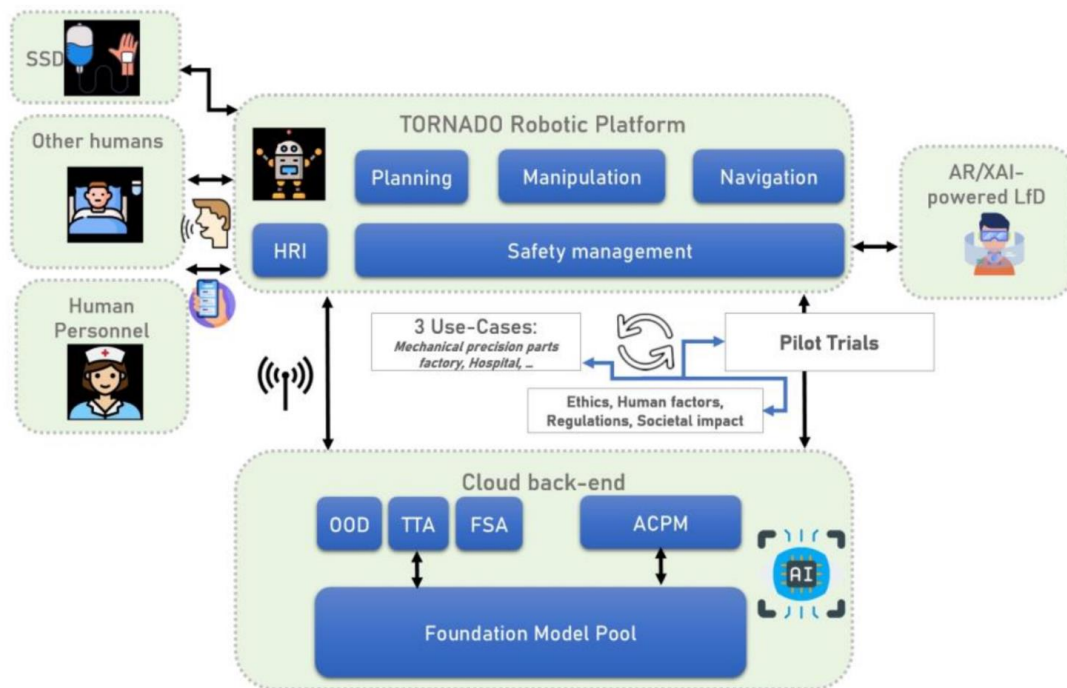 SSD
Other humans
Human
Personnel
TORNADO Robotic Platform
Planning
Manipulation
Navigation
HRI
Safety management
AR/XAI-
powered LfD
3 Use-Cases:
Mechanical precision parts
factory, Hospital, ...
Pilot Trials
Ethics, Human factors,
Regulations, Societal impact
Cloud back-end
OOD
TTA
FSA
ACPM
AI
Foundation Model Pool